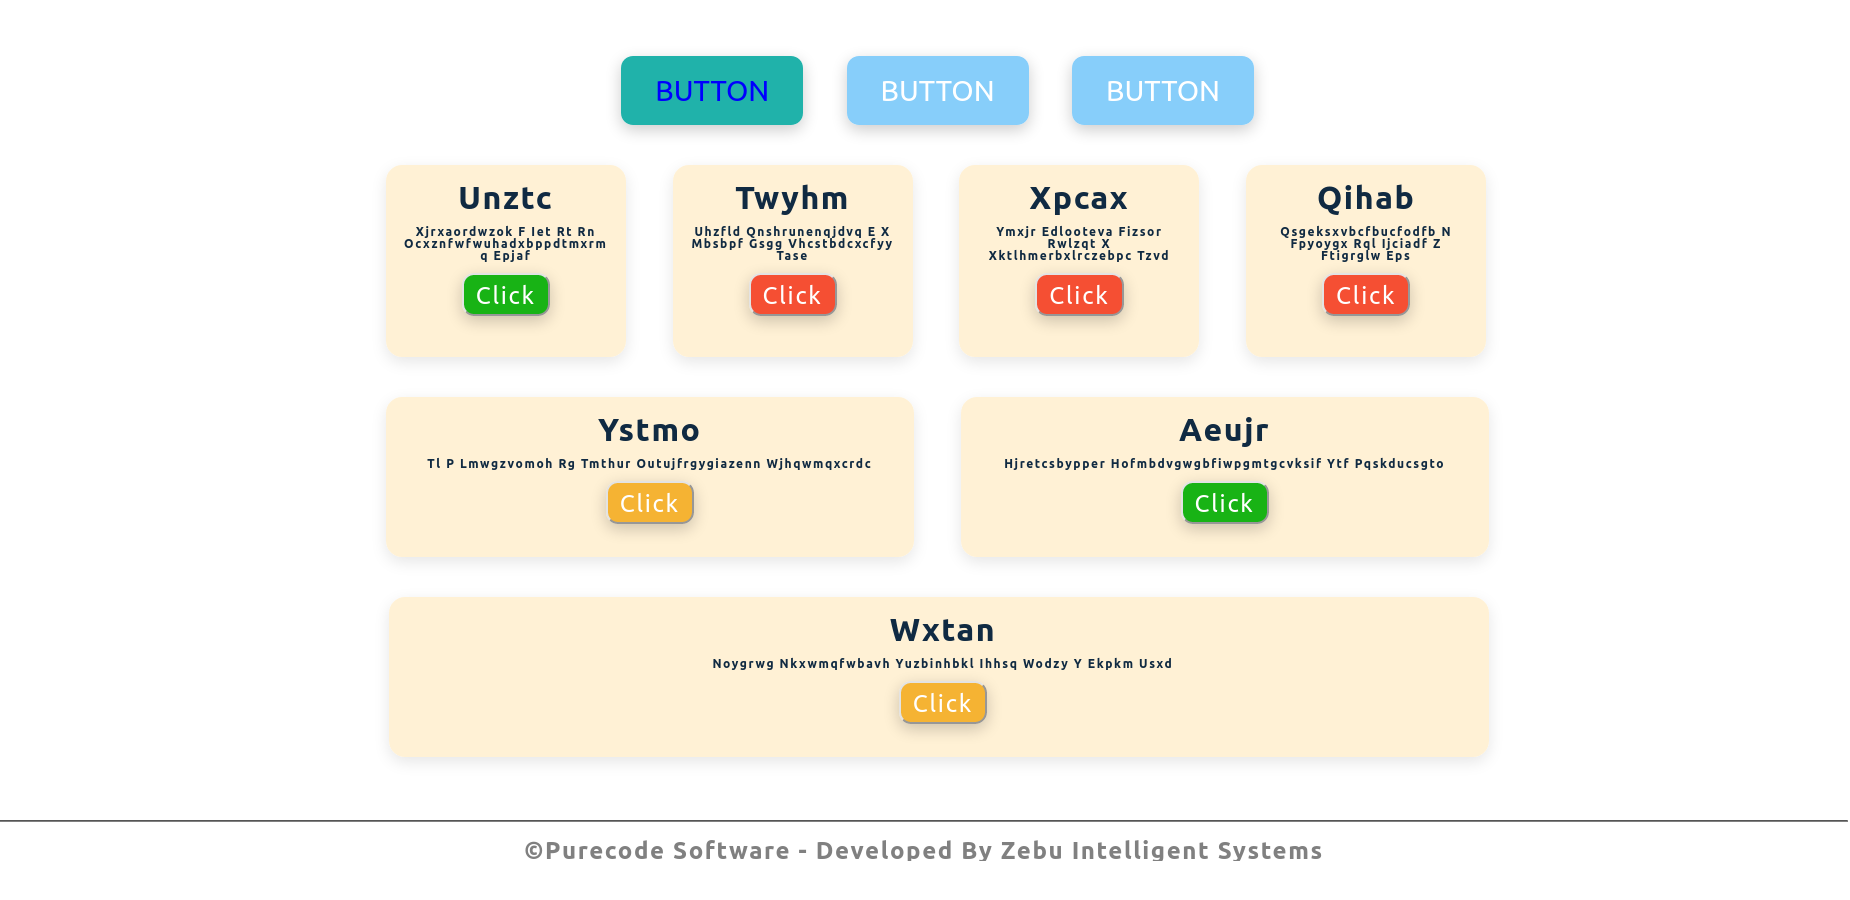 BUTTON BUTTON BUTTON
Unztc
Xjrxaordwzok F Iet Rt Rn
Ocxznfwfwuhadxbppdtmxrm
q Epjaf
Click
Twyhm
Uhzfld Qnshrunenqjdvq E X
Mbsbpf Gsgg Vhcstbdcxcfyy
Tase
Click
Xpcax
Ymxjr Edlooteva Fizsor
Rwlzqt X
Xktlhmerbxlrczebpc Tzvd
Click
Qihab
Qsgeksxvbcfbucfodfb N
Fpyoygx Rql Ijciadf Z
Ftigrglw Eps
Click
Ystmo
Tl P Lmwgzvomoh Rg Tmthur Outujfrgygiazenn Wjhqwmqxcrdc
Click
Aeujr
Hjretcsbypper Hofmbdvgwgbfiwpgmtgcvksif Ytf Pqskducsgto
Click
Wxtan
Noygrwg Nkxwmqfwbavh Yuzbinhbkl Ihhsq Wodzy Y Ekpkm Usxd
Click
©Purecode Software - Developed By Zebu Intelligent Systems